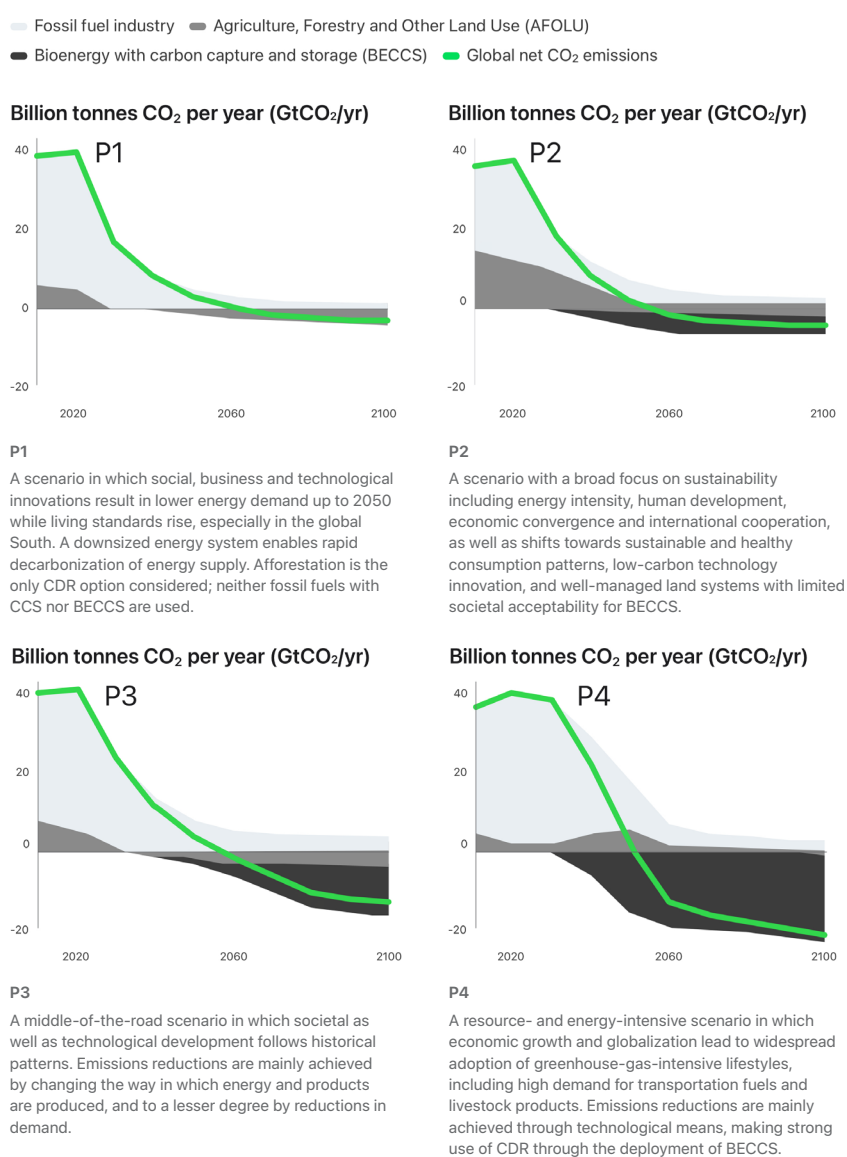 Fossil fuel industry Agriculture, Forestry and Other Land Use (AFOLU)
Bioenergy with carbon capture and storage (BECCS) Global net CO₂ emissions
Billion tonnes CO₂ per year (GtCO₂/yr)
P1
40
20
0
-20
2020 2060 2100
P1
A scenario in which social, business and technological
innovations result in lower energy demand up to 2050
while living standards rise, especially in the global
South. A downsized energy system enables rapid
decarbonization of energy supply. Afforestation is the
only CDR option considered; neither fossil fuels with
CCS nor BECCS are used.
Billion tonnes CO₂ per year (GtCO₂/yr)
P2
40
20
0
-20
2020 2060 2100
P2
A scenario with a broad focus on sustainability
including energy intensity, human development,
economic convergence and international cooperation,
as well as shifts towards sustainable and healthy
consumption patterns, low-carbon technology
innovation, and well-managed land systems with limited
societal acceptability for BECCS.
Billion tonnes CO₂ per year (GtCO₂/yr)
P3
40
20
0
-20
2020 2060 2100
P3
A middle-of-the-road scenario in which societal as
well as technological development follows historical
patterns. Emissions reductions are mainly achieved
by changing the way in which energy and products
are produced, and to a lesser degree by reductions in
demand.
Billion tonnes CO₂ per year (GtCO₂/yr)
P4
40
20
0
-20
2020 2060 2100
P4
A resource- and energy-intensive scenario in which
economic growth and globalization lead to widespread
adoption of greenhouse-gas-intensive lifestyles,
including high demand for transportation fuels and
livestock products. Emissions reductions are mainly
achieved through technological means, making strong
use of CDR through the deployment of BECCS.